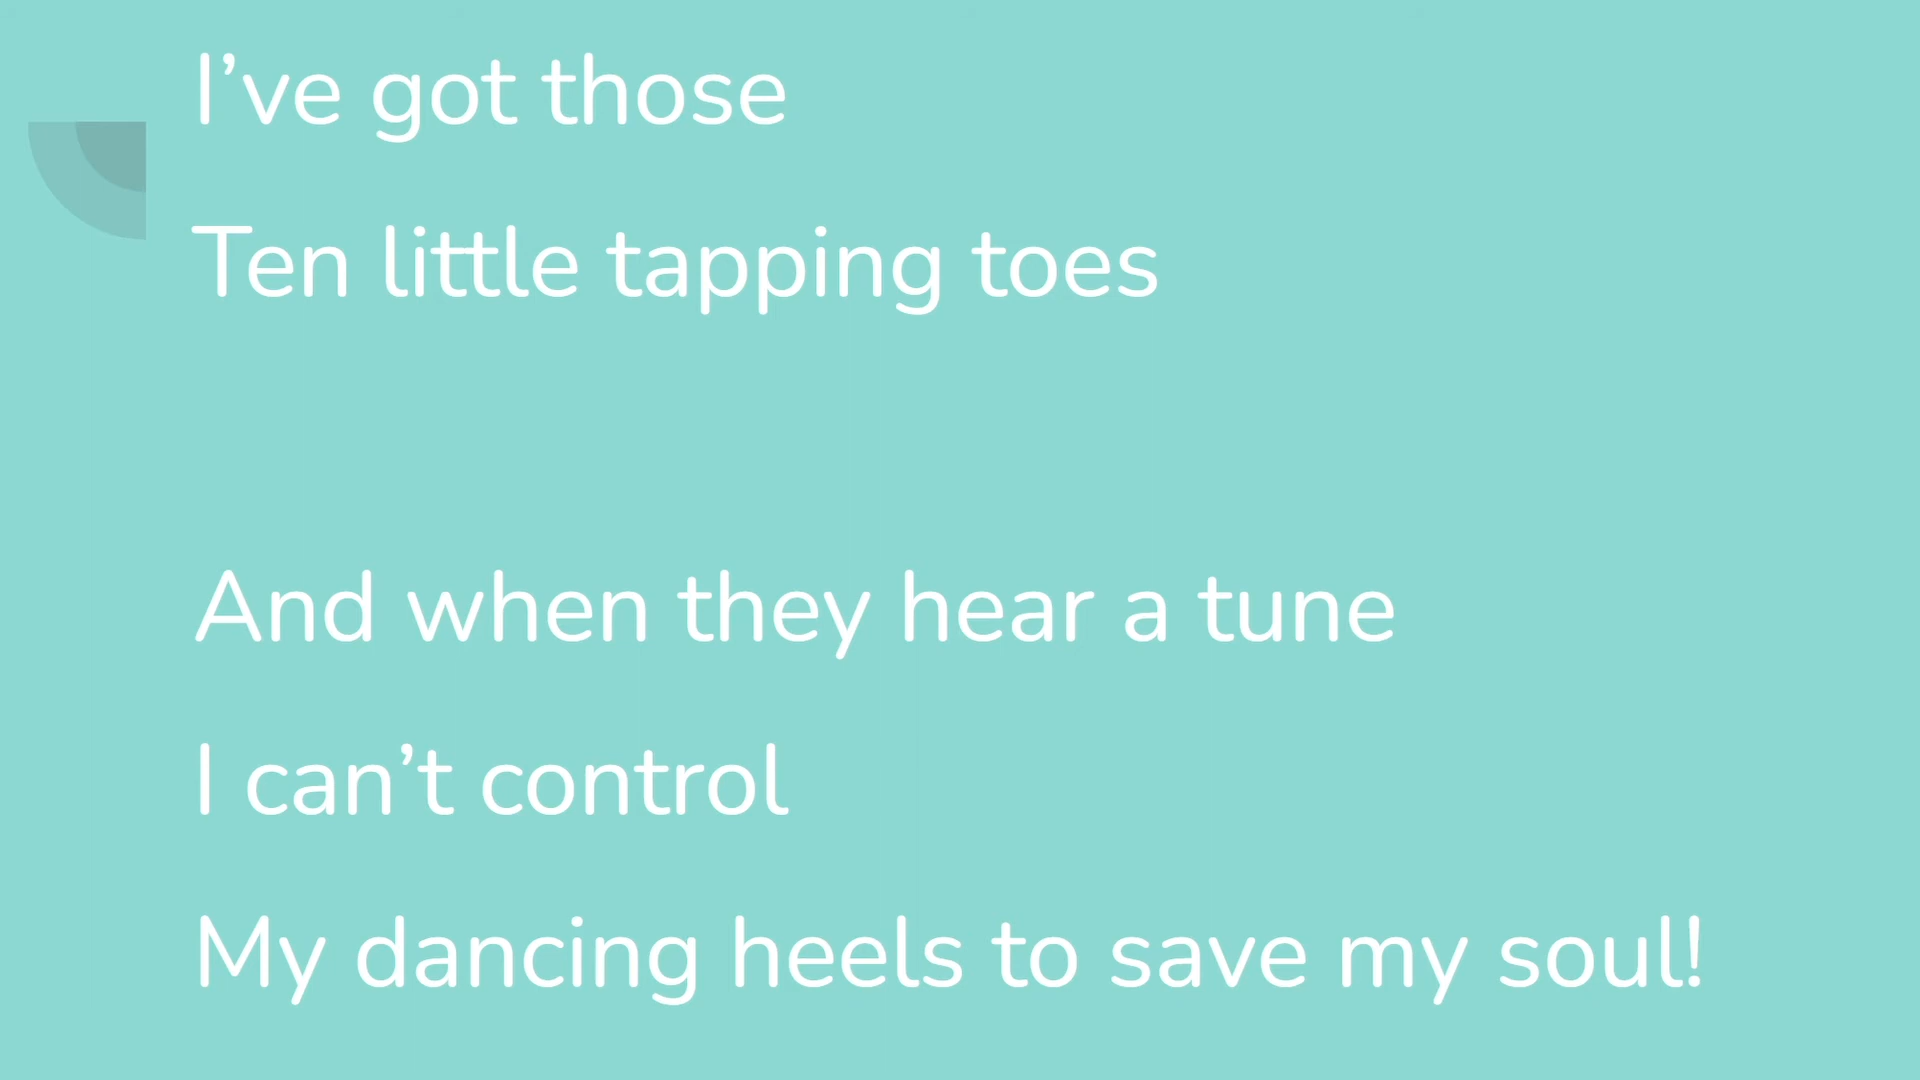 I’ve got those
Ten little tapping toes
And when they hear a tune
I can’t control
My dancing heels to save my soul!